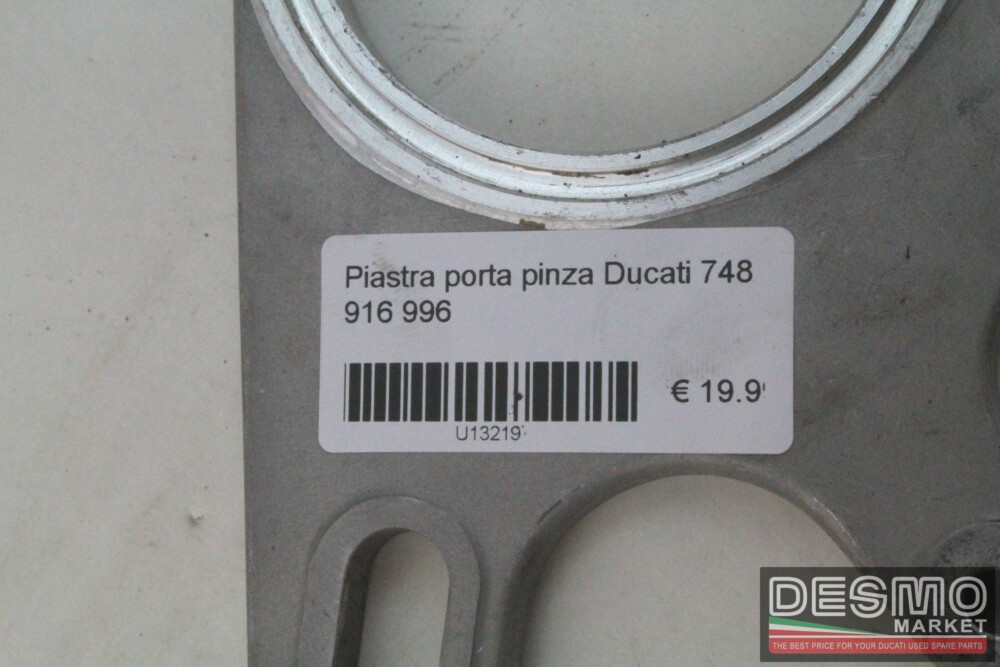 Piastra porta pinza Ducati 748
916 996
€ 19.9
U13219
DESMO
MARKET
THE BEST PRICE FOR YOUR DUCATI USED SPARE PARTS